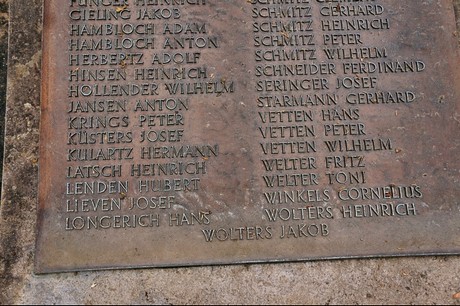 HEINRICH
GIELING JAKOB
HAMBLOCH ADAM
HAMBLOCH ANTON
HERBERTZ ADOLF
HINSEN HEINRICH
HOLLENDER WILHELM
JANSEN ANTON
KRINGS PETER
KÜSTERS JOSEF
KULARTZ HERMANN
LATSCH HEINRICH
LENDEN HUBERT
LIEVEN JOSEF
LONGERICH HANS
SCHMITZ
SCHMITZ GERHARD
SCHMITZ HEINRICH
SCHMITZ PETER
SCHMITZ WILHELM
SCHNEIDER FERDINAND
SERINGER JOSEF
STARMANN GERHARD
VETTEN HANS
VETTEN PETER
VETTEN WILHELM
WELTER FRITZ
WELTER TONI
WINKELS CORNELIUS
WOLTERS HEINRICH
WOLTERS JAKOB